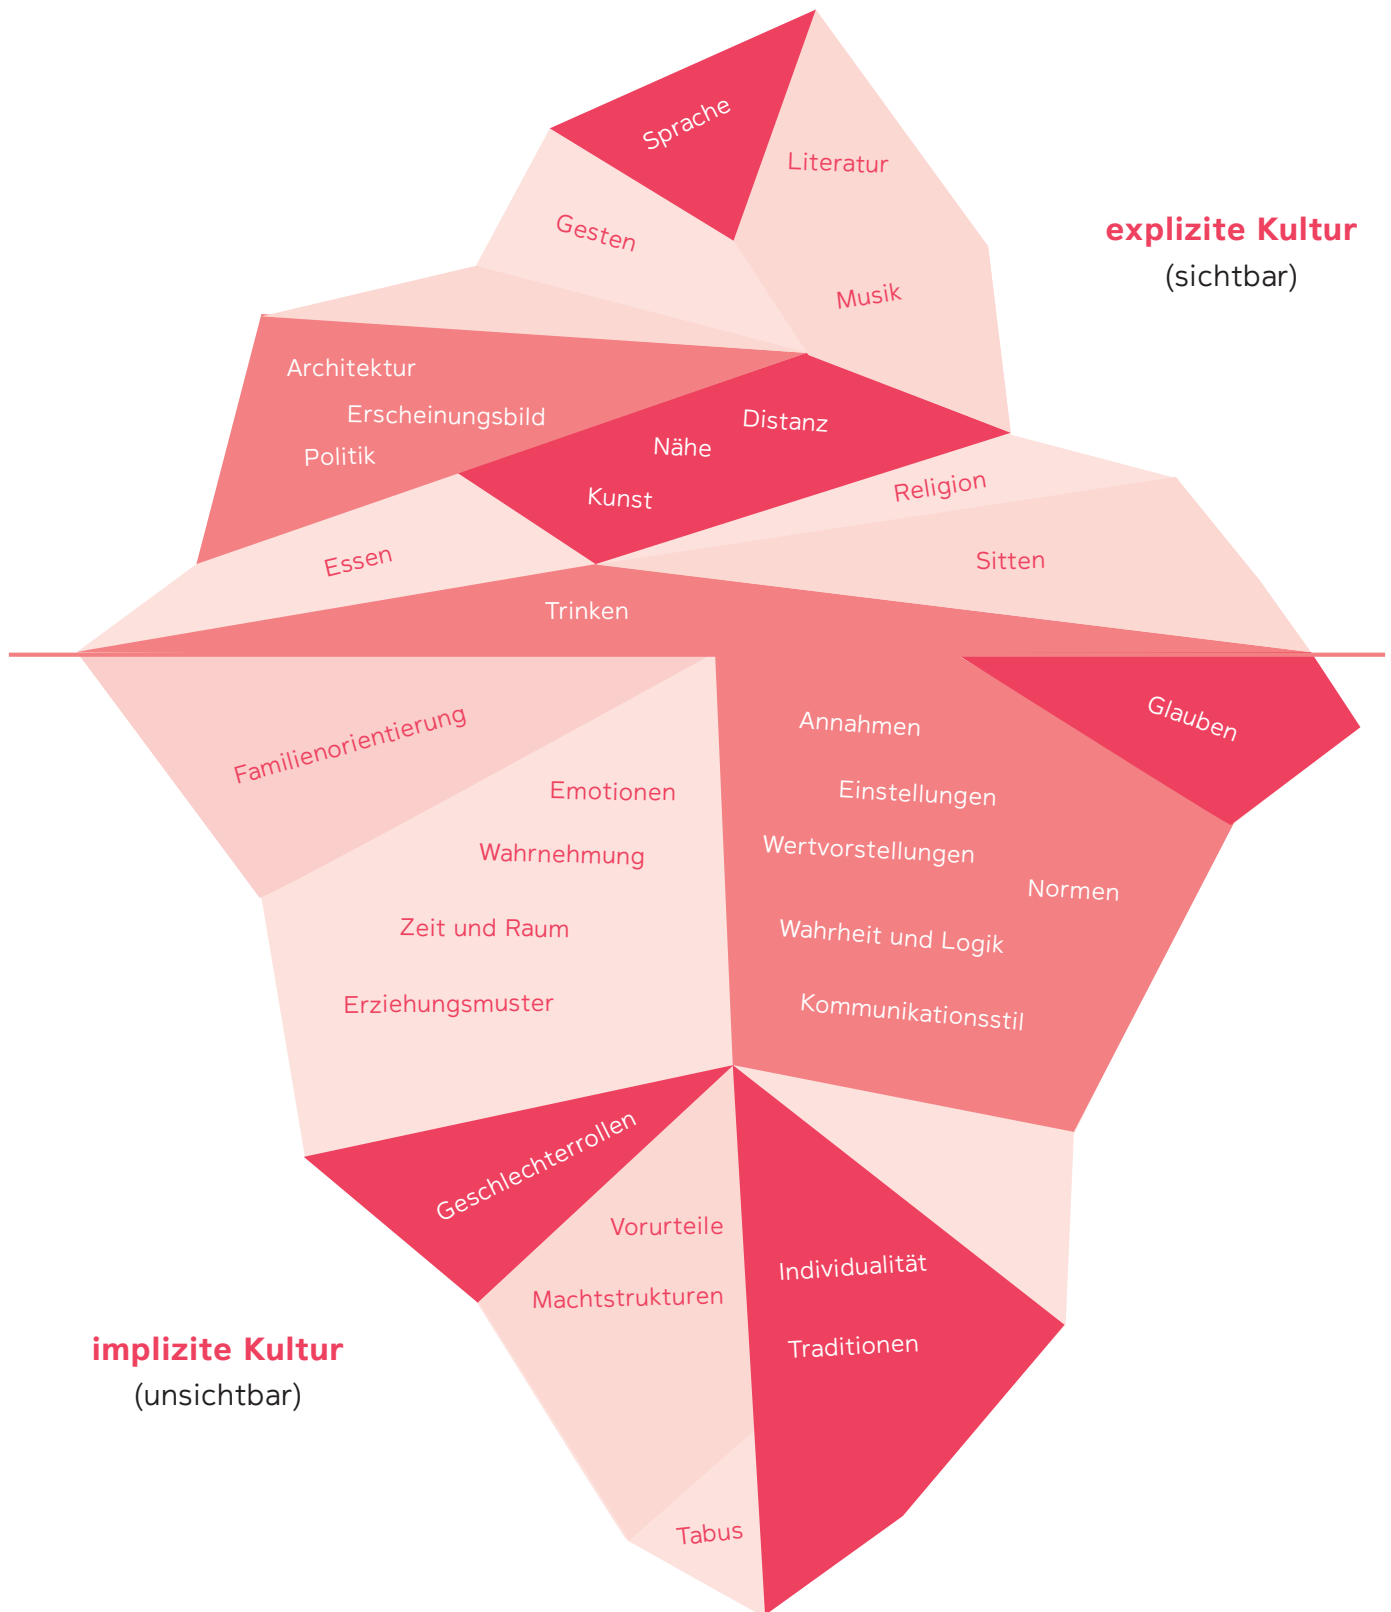 Sprache
Literatur
Gesten
explizite Kultur
(sichtbar)
Musik
Architektur
Erscheinungsbild
Distanz
Politik
Nähe
Kunst
Religion
Essen
Sitten
Trinken
Familienorientierung
Glauben
Annahmen
Emotionen
Einstellungen
Wahrnehmung
Wertvorstellungen
Normen
Zeit und Raum
Wahrheit und Logik
Erziehungsmuster
Kommunikationsstil
Geschlechterrollen
Vorurteile
Individualität
Machtstrukturen
Traditionen
implizite Kultur
(unsichtbar)
Tabus